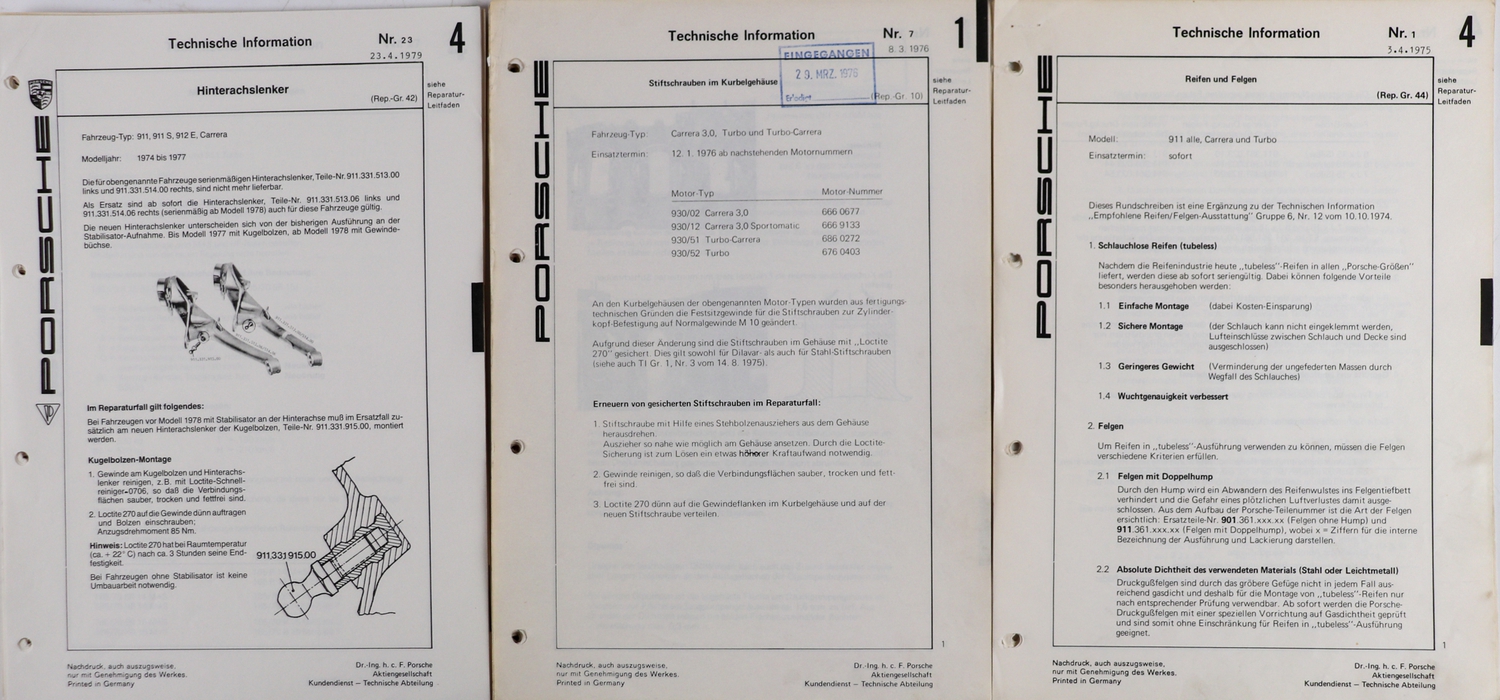 Technische Information
Nr. 23
23.4.1979
4
PORSCHE
Hinterachslenker
(Rep.-Gr. 42)
siehe
Reparatur-
Leitfaden
Fahrzeug-Typ: 911, 911 S, 912 E, Carrera
Modelljahr: 1974 bis 1977
Die für obengenannte Fahrzeuge serienmäßigen Hinterachslenker, Teile-Nr. 911.331.513.00
links und 911.331.514.00 rechts, sind nicht mehr lieferbar.
Als Ersatz sind ab sofort die Hinterachslenker, Teile-Nr. 911.331.513.06 links und
911.331.514.06 rechts (serienmäßig ab Modell 1978) auch für diese Fahrzeuge gültig.
Die neuen Hinterachslenker unterscheiden sich von der bisherigen Ausführung an der
Stabilisator-Aufnahme. Bis Modell 1977 mit Kugelbolzen, ab Modell 1978 mit Gewinde-
büchse.
Im Reparaturfall gilt folgendes:
Bei Fahrzeugen vor Modell 1978 mit Stabilisator an der Hinterachse muß im Ersatzfall zu-
sätzlich am neuen Hinterachslenker der Kugelbolzen, Teile-Nr. 911.331.915.00, montiert
werden.
Kugelbolzen-Montage
1. Gewinde am Kugelbolzen und Hinterachs-
lenker reinigen, z.B. mit Loctite-Schnell-
reiniger-0706, so daß die Verbindungs-
flächen sauber, trocken und fettfrei sind.
2. Loctite 270 auf die Gewinde dünn auftragen
und Bolzen einschrauben;
Anzugsdrehmoment 85 Nm.
Hinweis: Loctite 270 hat bei Raumtemperatur
(ca. + 22° C) nach ca. 3 Stunden seine End-
festigkeit.
Bei Fahrzeugen ohne Stabilisator ist keine
Umbauarbeit notwendig.
911.331.915.00
Nachdruck, auch auszugsweise,
nur mit Genehmigung des Werkes.
Printed in Germany
Dr.-Ing. h. c. F. Porsche
Aktiengesellschaft
Kundendienst – Technische Abteilung
Technische Information
Nr. 7
8. 3. 1976
1
PORSCHE
EINGEGANGEN
29. MRZ. 1976
Stiftschrauben im Kurbelgehäuse
(Rep.-Gr. 10)
siehe
Reparatur-
Leitfaden
Fahrzeug-Typ: Carrera 3,0, Turbo und Turbo-Carrera
Einsatztermin: 12. 1. 1976 ab nachstehenden Motornummern
Motor-Typ Motor-Nummer
930/02 Carrera 3,0 666 0677
930/12 Carrera 3,0 Sportomatic 666 9133
930/51 Turbo-Carrera 686 0272
930/52 Turbo 676 0403
An den Kurbelgehäusen der obengenannten Motor-Typen wurden aus fertigungs-
technischen Gründen die Festsitzgewinde für die Stiftschrauben zur Zylinder-
kopf-Befestigung auf Normalgewinde M 10 geändert.
Aufgrund dieser Änderung sind die Stiftschrauben im Gehäuse mit „Loctite
270" gesichert. Dies gilt sowohl für Dilavar- als auch für Stahl-Stiftschrauben
(siehe auch TI Gr. 1, Nr. 3 vom 14. 8. 1975).
Erneuern von gesicherten Stiftschrauben im Reparaturfall:
1. Stiftschraube mit Hilfe eines Stehbolzenausziehers aus dem Gehäuse
herausdrehen.
Auszieher so nahe wie möglich am Gehäuse ansetzen. Durch die Loctite-
Sicherung ist zum Lösen ein etwas höherer Kraftaufwand notwendig.
2. Gewinde reinigen, so daß die Verbindungsflächen sauber, trocken und fett-
frei sind.
3. Loctite 270 dünn auf die Gewindeflanken im Kurbelgehäuse und auf der
neuen Stiftschraube verteilen.
1
Nachdruck, auch auszugsweise,
nur mit Genehmigung des Werkes.
Printed in Germany
Dr.-Ing. h. c. F. Porsche
Aktiengesellschaft
Kundendienst – Technische Abteilung
Technische Information
Nr. 1
3.4.1975
4
PORSCHE
Reifen und Felgen
(Rep. Gr. 44)
siehe
Reparatur-
Leitfaden
Modell: 911 alle, Carrera und Turbo
Einsatztermin: sofort
Dieses Rundschreiben ist eine Ergänzung zu der Technischen Information
„Empfohlene Reifen/Felgen-Ausstattung" Gruppe 6, Nr. 12 vom 10.10.1974.
1. Schlauchlose Reifen (tubeless)
Nachdem die Reifenindustrie heute „tubeless"-Reifen in allen „Porsche-Größen"
liefert, werden diese ab sofort seriengültig. Dabei können folgende Vorteile
besonders herausgehoben werden:
1.1 Einfache Montage (dabei Kosten-Einsparung)
1.2 Sichere Montage (der Schlauch kann nicht eingeklemmt werden,
Lufteinschlüsse zwischen Schlauch und Decke sind
ausgeschlossen)
1.3 Geringeres Gewicht (Verminderung der ungefederten Massen durch
Wegfall des Schlauches)
1.4 Wuchtgenauigkeit verbessert
2. Felgen
Um Reifen in „tubeless"-Ausführung verwenden zu können, müssen die Felgen
verschiedene Kriterien erfüllen.
2.1 Felgen mit Doppelhump
Durch den Hump wird ein Abwandern des Reifenwulstes ins Felgentiefbett
verhindert und die Gefahr eines plötzlichen Luftverlustes damit ausge-
schlossen. Aus dem Aufbau der Porsche-Teilenummer ist die Art der Felgen
ersichtlich: Ersatzteile-Nr. 901.361.xxx.xx (Felgen ohne Hump) und
911.361.xxx.xx (Felgen mit Doppelhump), wobei x = Ziffern für die interne
Bezeichnung der Ausführung und Lackierung darstellen.
2.2 Absolute Dichtheit des verwendeten Materials (Stahl oder Leichtmetall)
Druckgußfelgen sind durch das gröbere Gefüge nicht in jedem Fall aus-
reichend gasdicht und deshalb für die Montage von „tubeless"-Reifen nur
nach entsprechender Prüfung verwendbar. Ab sofort werden die Porsche-
Druckgußfelgen mit einer speziellen Vorrichtung auf Gasdichtheit geprüft
und sind somit ohne Einschränkung für Reifen in „tubeless"-Ausführung
geeignet.
1
Nachdruck, auch auszugsweise,
nur mit Genehmigung des Werkes.
Printed in Germany
Dr.-Ing. h. c. F. Porsche
Aktiengesellschaft
Kundendienst – Technische Abteilung